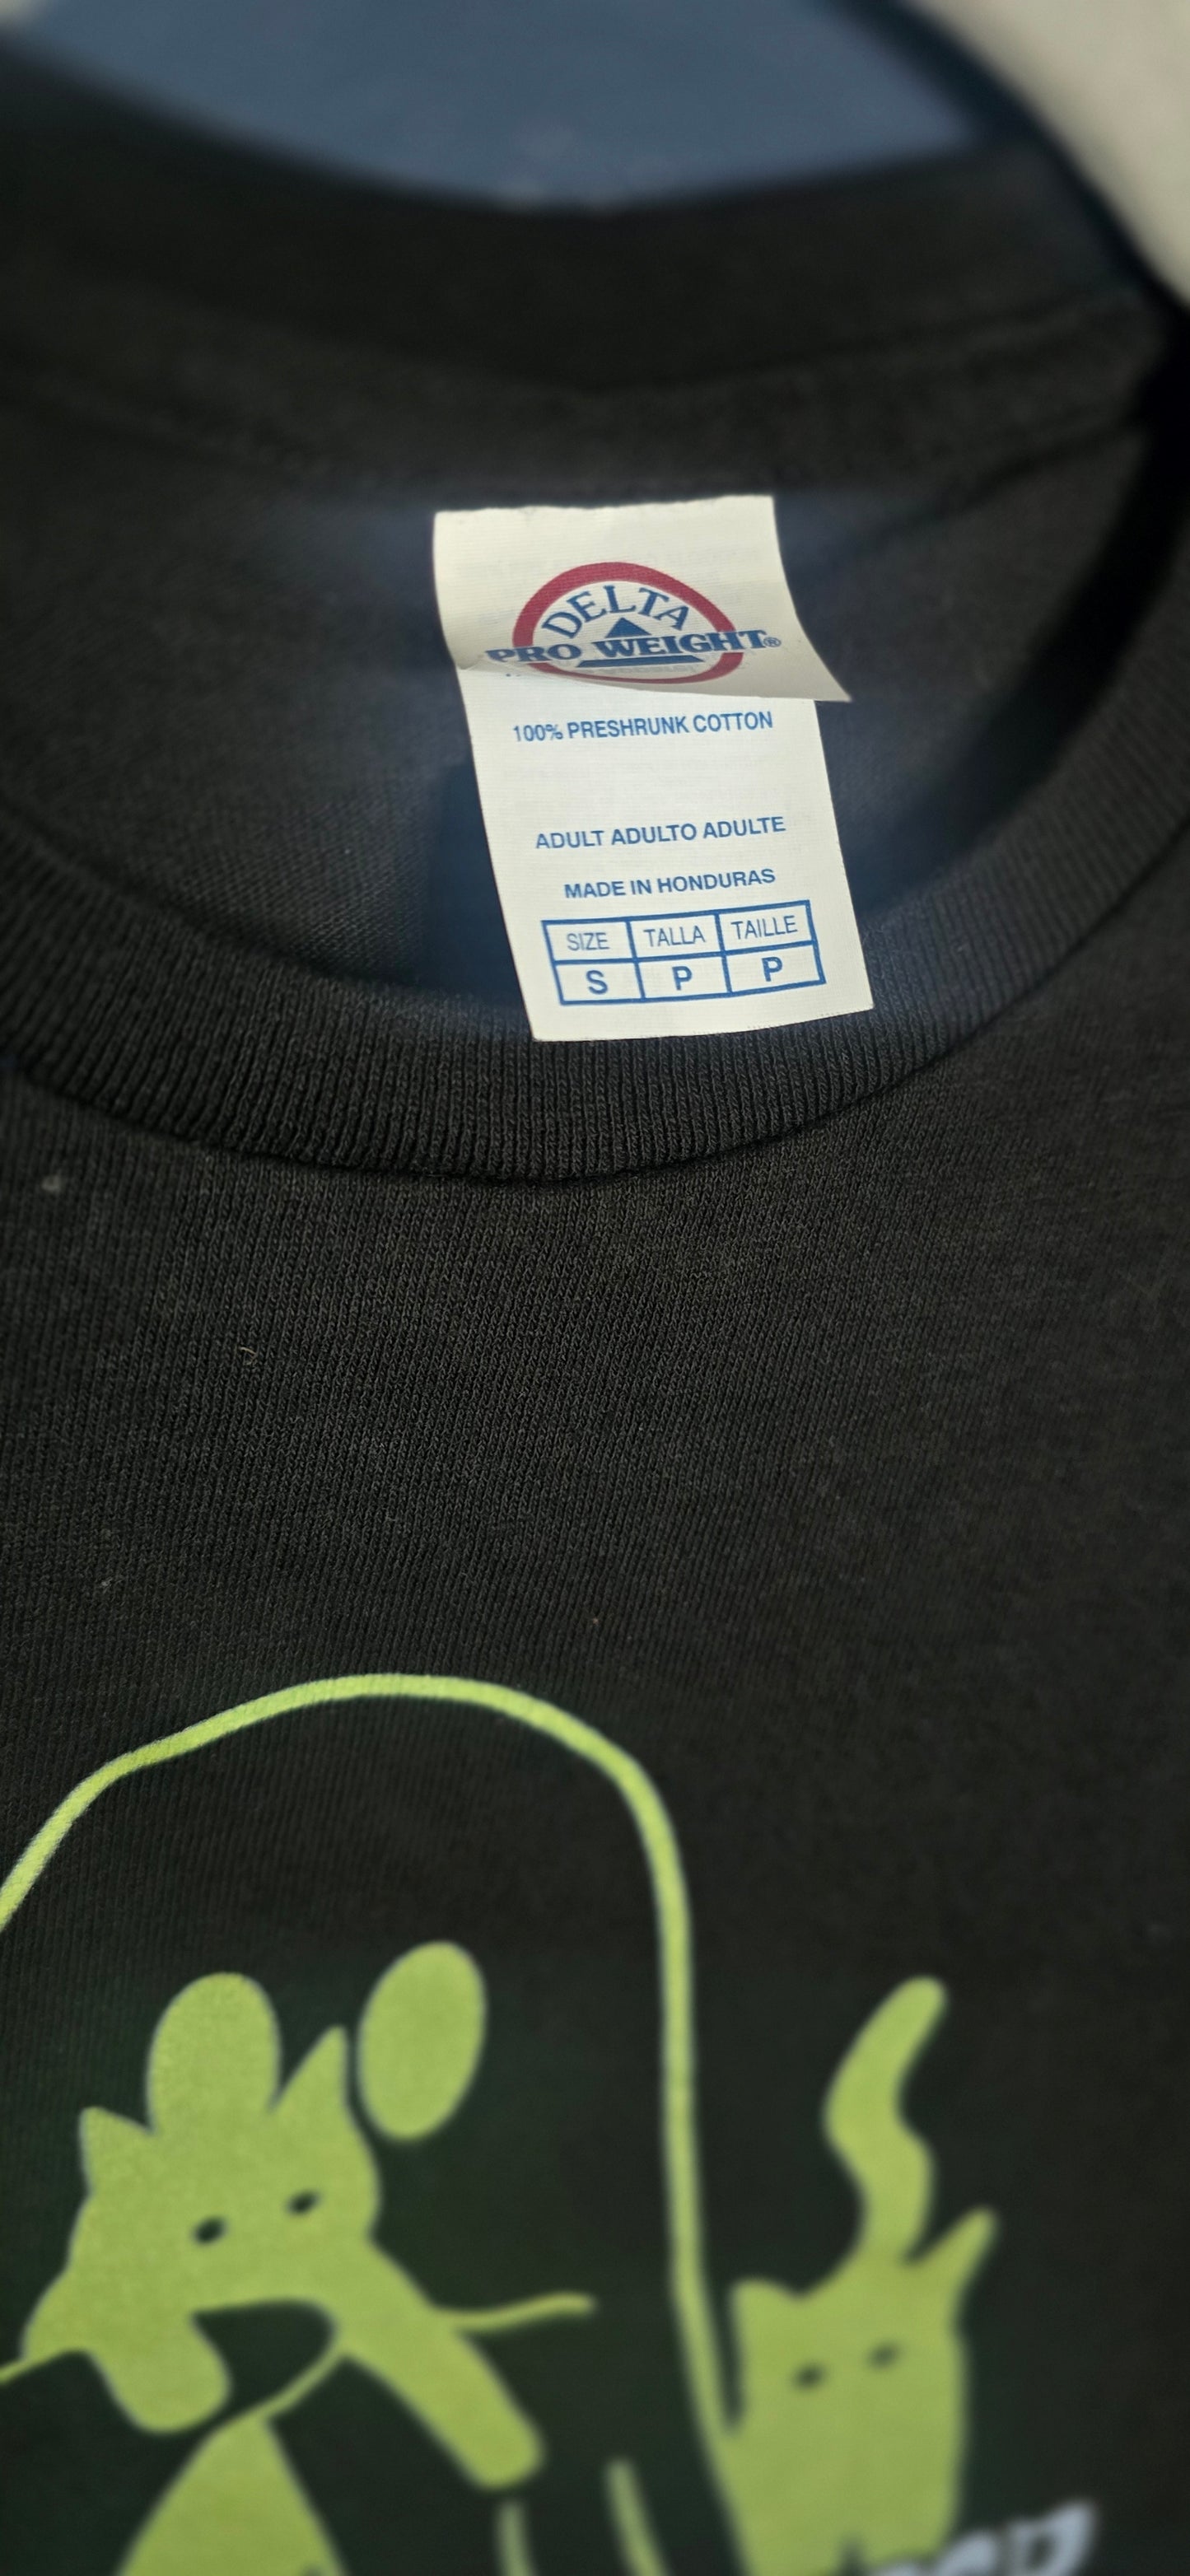 DELTA
PRO WEIGHT®
100% PRESHRUNK COTTON
ADULT ADULTO ADULTE
MADE IN HONDURAS
SIZE TALLA TAILLE
S P P